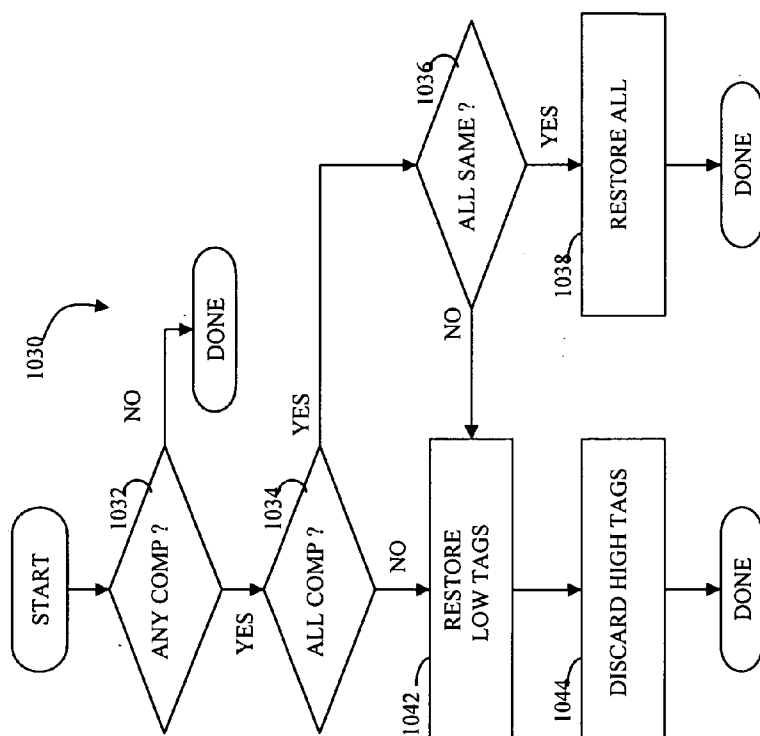 1030
START
1032
ANY COMP ?
NO
DONE
YES
1034
ALL COMP ?
YES
NO
1036
ALL SAME ?
NO
YES
1042
RESTORE
LOW TAGS
1038
RESTORE ALL
1044
DISCARD HIGH TAGS
DONE
DONE